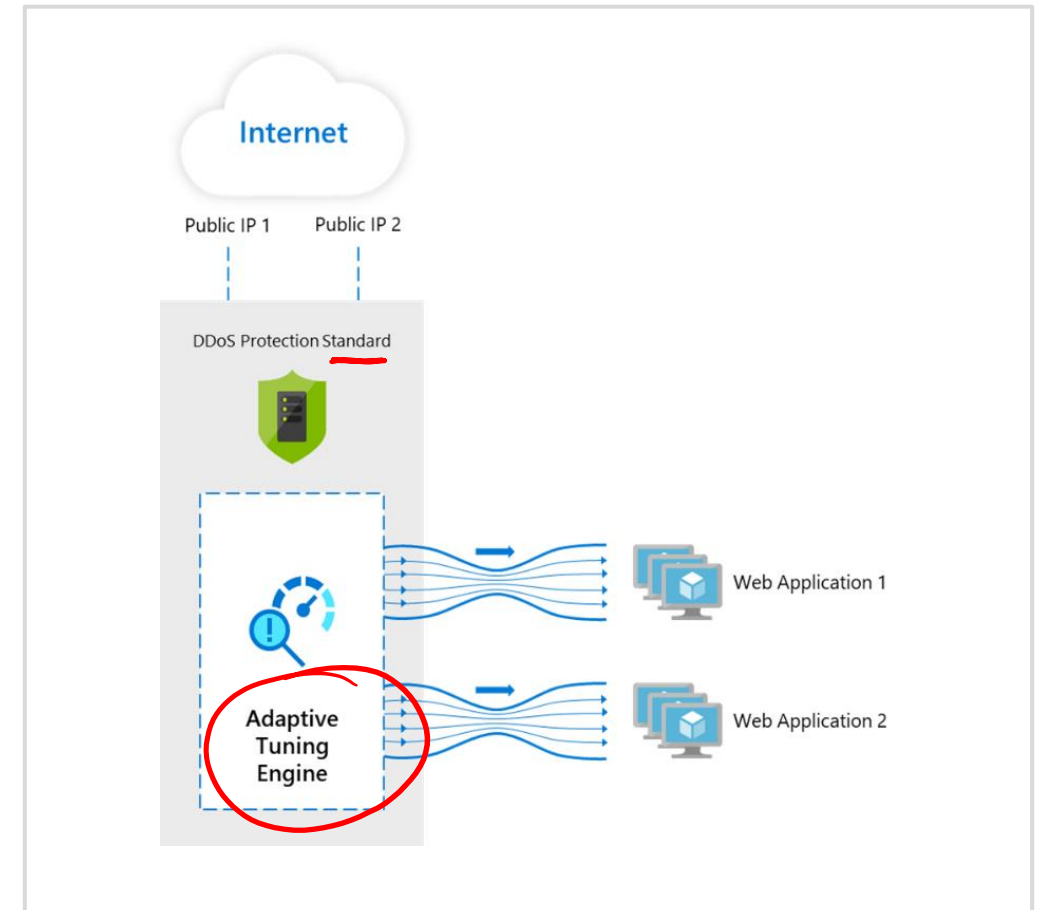 Internet
Public IP 1 Public IP 2
DDoS Protection Standard
Web Application 1
Adaptive
Tuning
Engine
Web Application 2